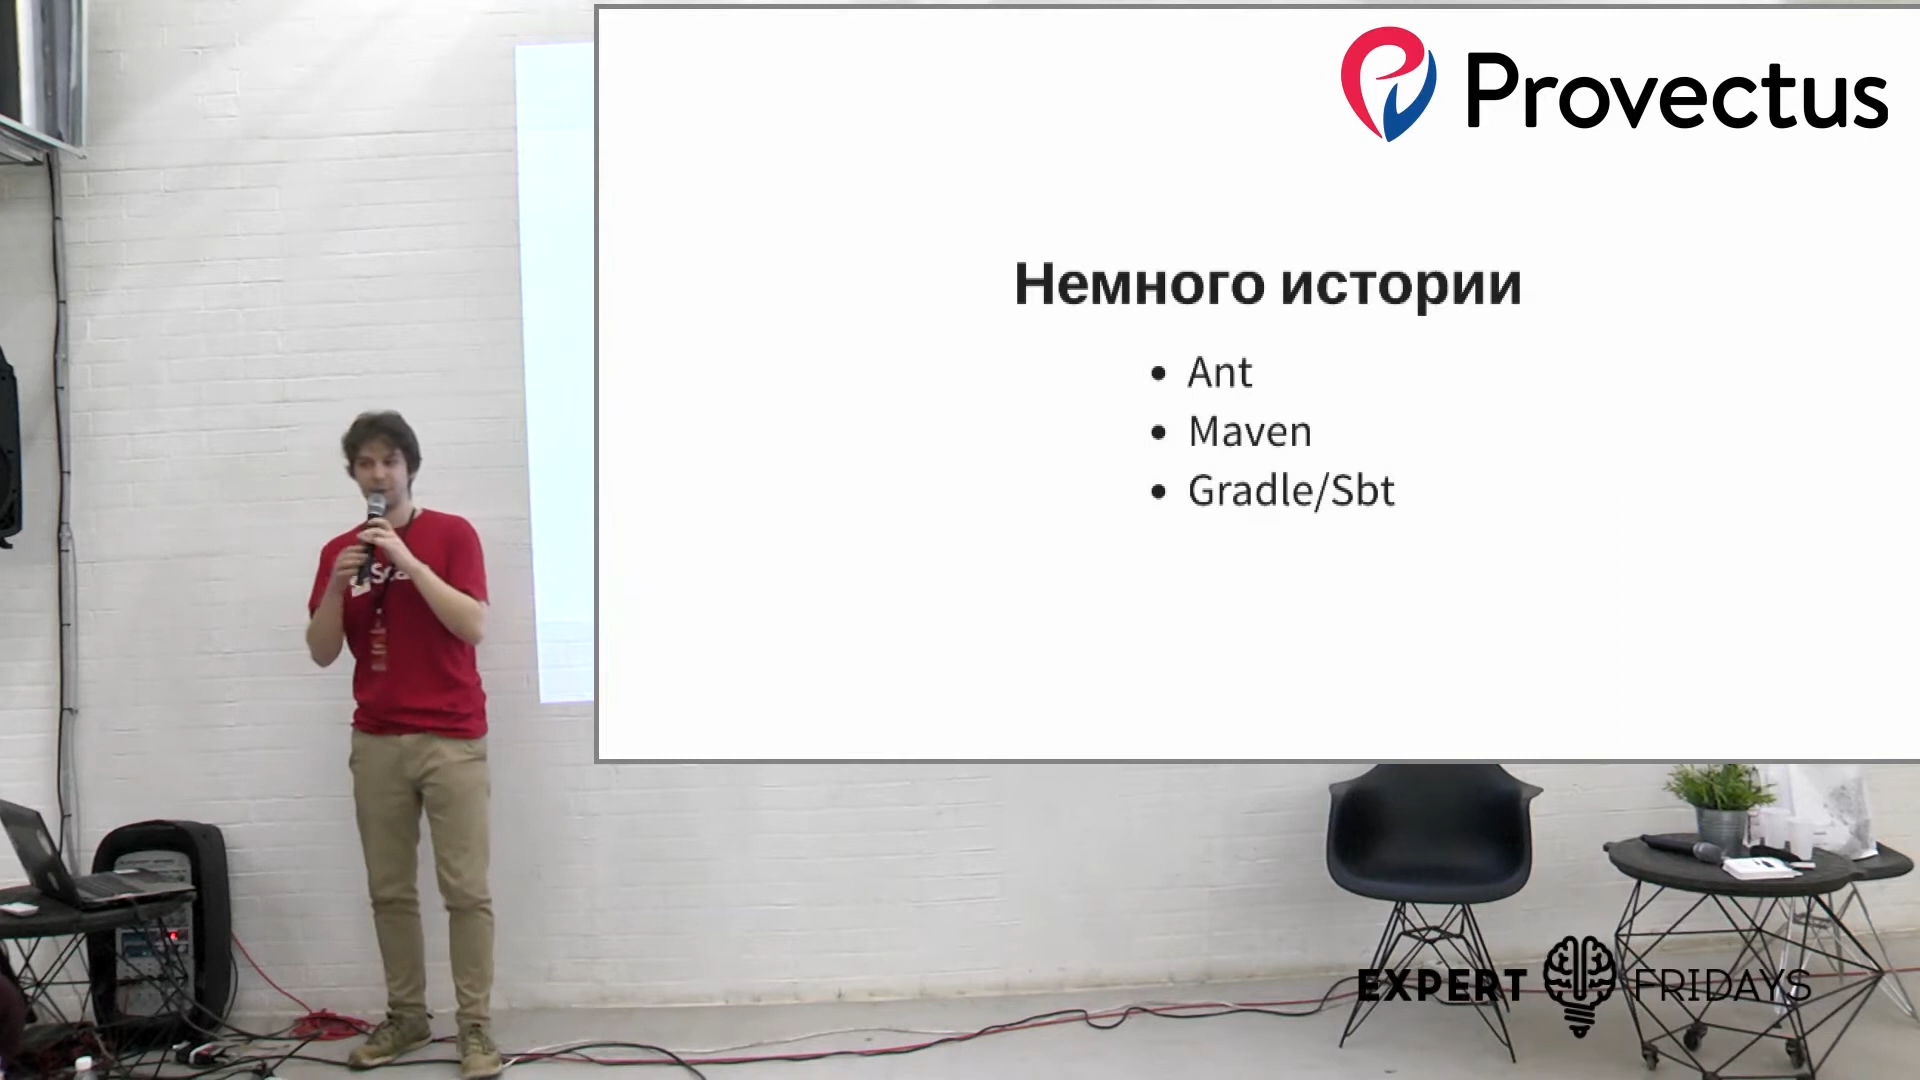 Provectus
Немного истории
Ant
Maven
Gradle/Sbt
EXPERT FRIDAYS